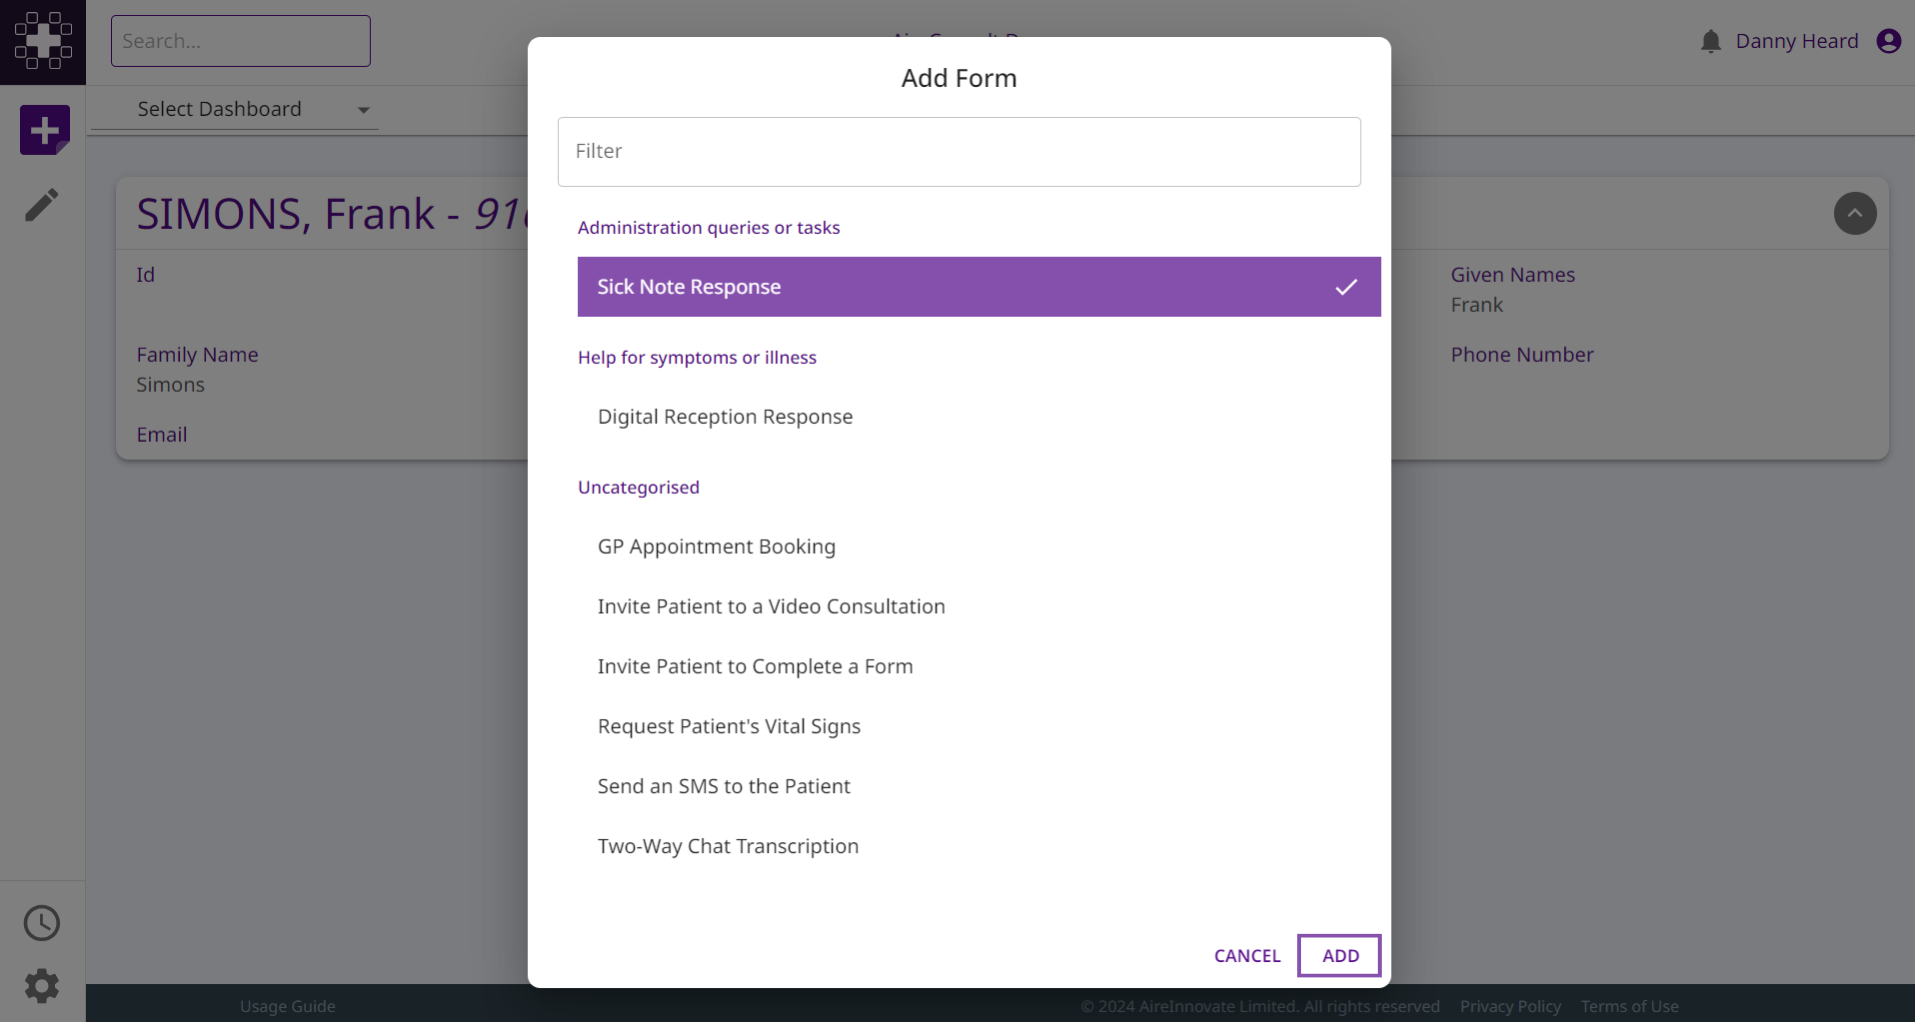 Search...
Danny Heard
Select Dashboard
SIMONS, Frank - 91
Id
Given Names
Frank
Family Name
Simons
Phone Number
Email
Add Form
Filter
Administration queries or tasks
Sick Note Response
Help for symptoms or illness
Digital Reception Response
Uncategorised
GP Appointment Booking
Invite Patient to a Video Consultation
Invite Patient to Complete a Form
Request Patient's Vital Signs
Send an SMS to the Patient
Two-Way Chat Transcription
CANCEL
ADD
Usage Guide
© 2024 AireInnovate Limited. All rights reserved
Privacy Policy
Terms of Use